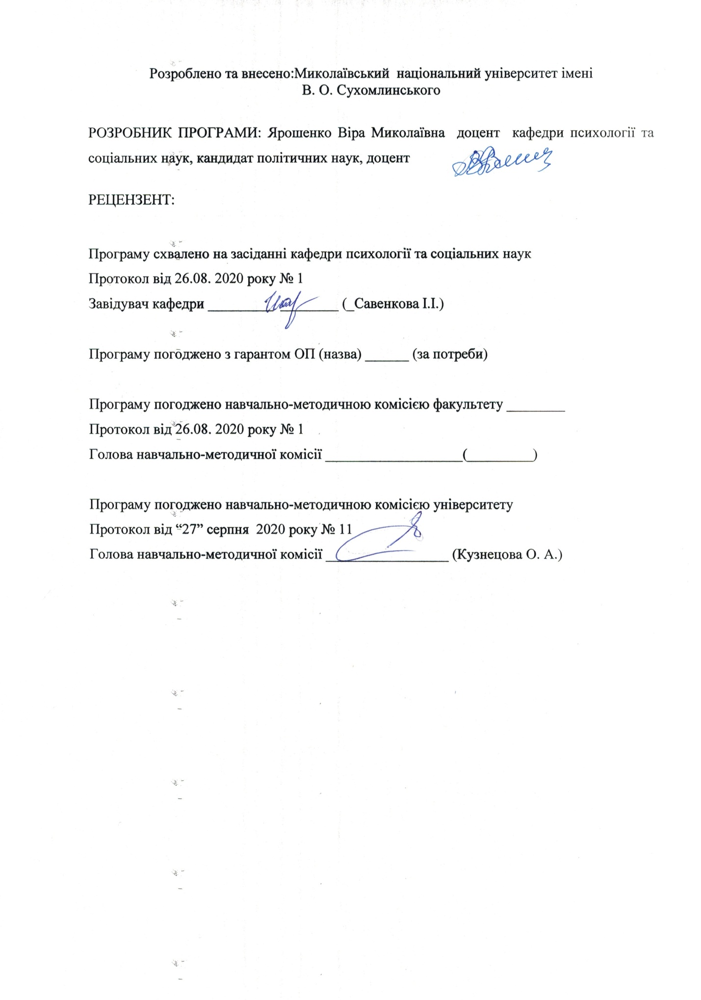 Розроблено та внесено:Миколаївський національний університет імені
В. О. Сухомлинського
РОЗРОБНИК ПРОГРАМИ: Ярошенко Віра Миколаївна доцент кафедри психології та
соціальних наук, кандидат політичних наук, доцент
РЕЦЕНЗЕНТ:
Програму схвалено на засіданні кафедри психології та соціальних наук
Протокол від 26.08. 2020 року № 1
Завідувач кафедри _________ ________ (_Савенкова І.І.)
Програму погоджено з гарантом ОП (назва) ______ (за потреби)
Програму погоджено навчально-методичною комісією факультету ________
Протокол від 26.08. 2020 року № 1
Голова навчально-методичної комісії ___________________(_________)
Програму погоджено навчально-методичною комісією університету
Протокол від “27” серпня 2020 року № 11
Голова навчально-методичної комісії _________________ (Кузнецова О. А.)